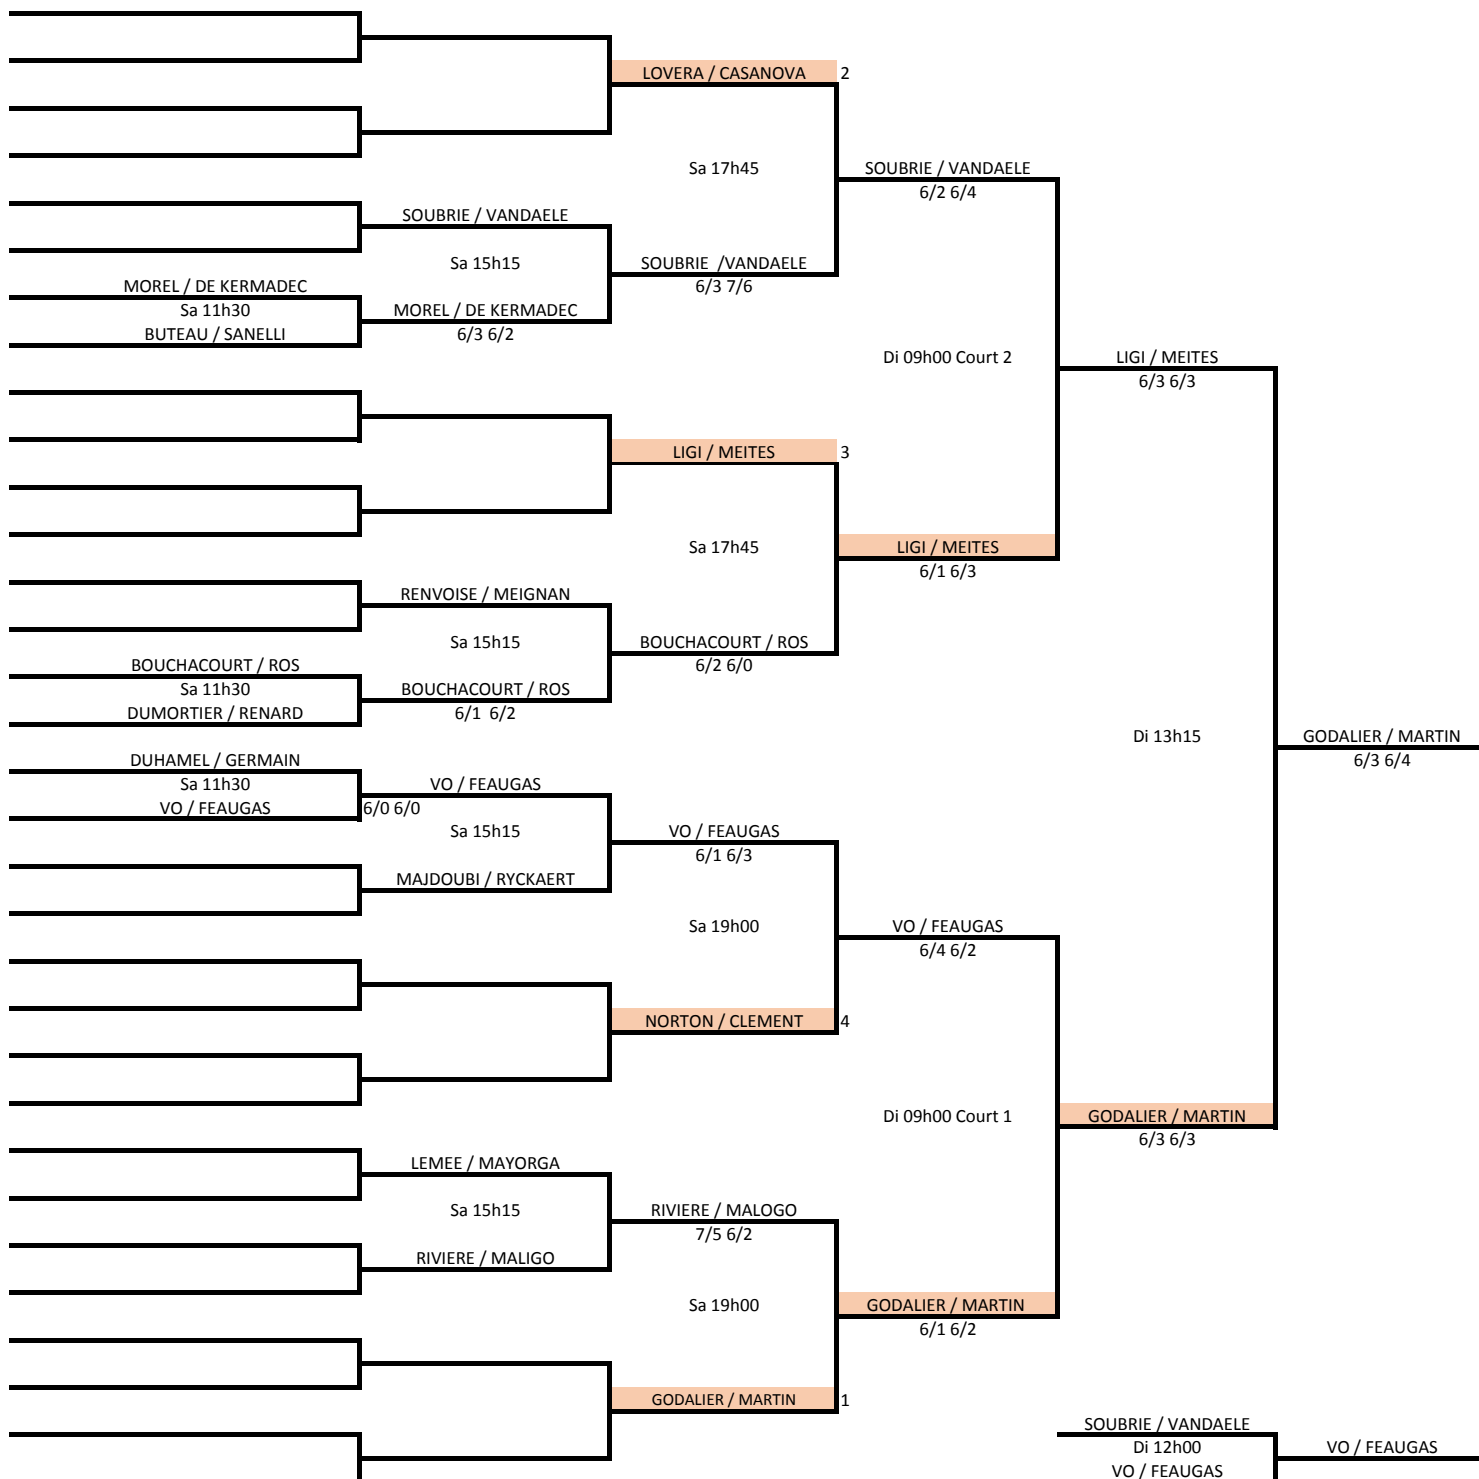 LOVERA / CASANOVA 2
Sa 17h45
SOUBRIE / VANDAELE
6/2 6/4
SOUBRIE / VANDAELE
Sa 15h15
SOUBRIE /VANDAELE
6/3 7/6
MOREL / DE KERMADEC
Sa 11h30
BUTEAU / SANELLI
MOREL / DE KERMADEC
6/3 6/2
Di 09h00 Court 2
LIGI / MEITES
6/3 6/3
LIGI / MEITES 3
Sa 17h45
LIGI / MEITES
6/1 6/3
RENVOISE / MEIGNAN
Sa 15h15
BOUCHACOURT / ROS
6/2 6/0
BOUCHACOURT / ROS
Sa 11h30
DUMORTIER / RENARD
BOUCHACOURT / ROS
6/1 6/2
Di 13h15
GODALIER / MARTIN
6/3 6/4
DUHAMEL / GERMAIN
Sa 11h30
VO / FEAUGAS
VO / FEAUGAS
6/0 6/0
Sa 15h15
VO / FEAUGAS
6/1 6/3
MAJDOUBI / RYCKAERT
Sa 19h00
VO / FEAUGAS
6/4 6/2
NORTON / CLEMENT 4
Di 09h00 Court 1
GODALIER / MARTIN
6/3 6/3
LEMEE / MAYORGA
Sa 15h15
RIVIERE / MALOGO
7/5 6/2
RIVIERE / MALIGO
Sa 19h00
GODALIER / MARTIN
6/1 6/2
GODALIER / MARTIN 1
SOUBRIE / VANDAELE
Di 12h00
VO / FEAUGAS
VO / FEAUGAS